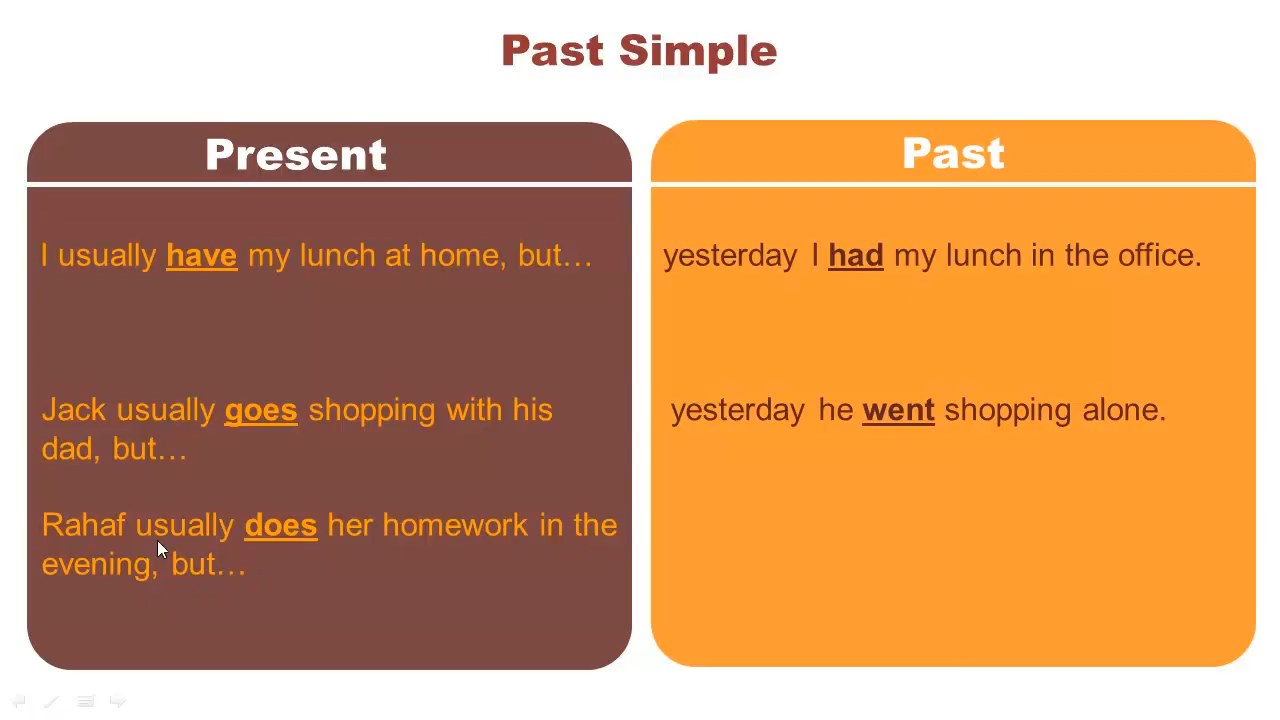 Past Simple
Present
I usually have my lunch at home, but…
Jack usually goes shopping with his
dad, but…
Rahaf usually does her homework in the
evening, but…
Past
yesterday I had my lunch in the office.
yesterday he went shopping alone.